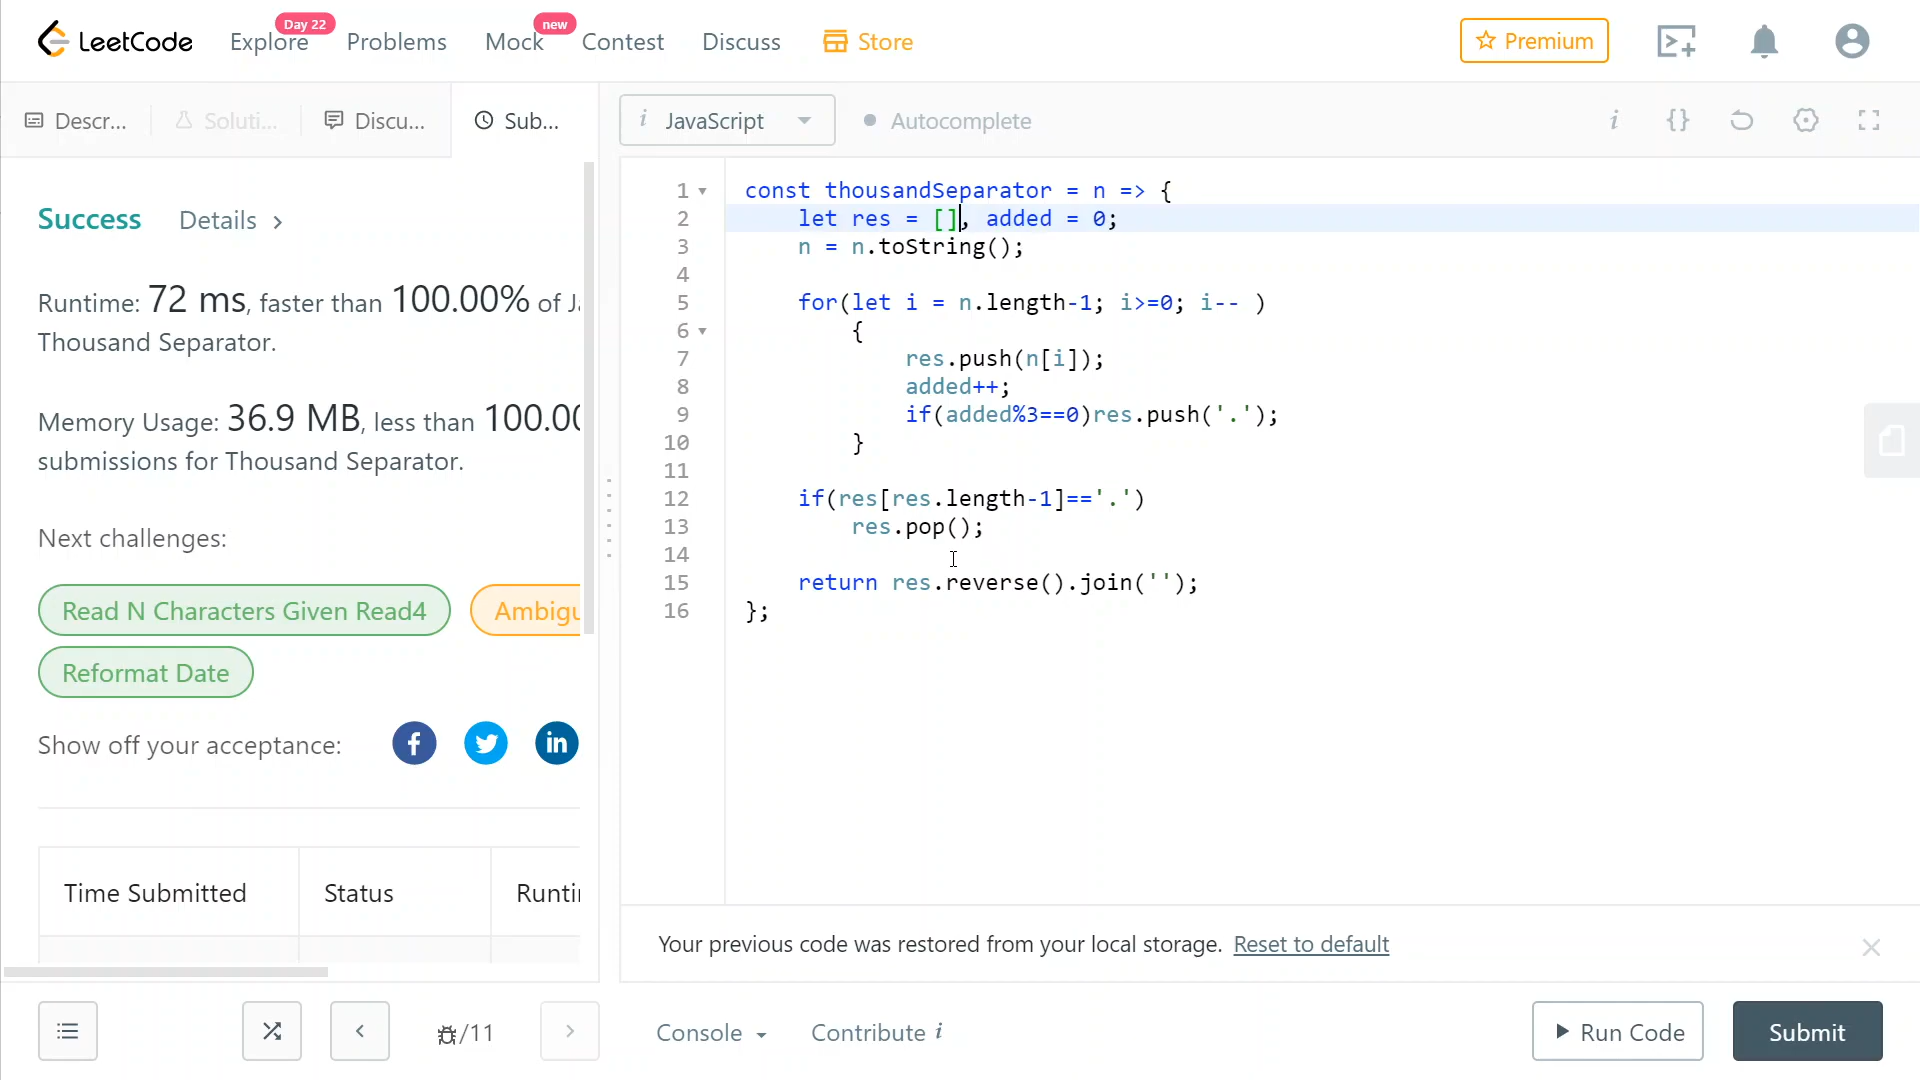 LeetCode
Explore
Day 22
Problems
Mock
new
Contest
Discuss
Store
Premium
Descr...
Soluti...
Discu...
Sub...
Success Details >
Runtime: 72 ms, faster than 100.00% of Ja
Thousand Separator.
Memory Usage: 36.9 MB, less than 100.00
submissions for Thousand Separator.
Next challenges:
Read N Characters Given Read4
Ambigu
Reformat Date
Show off your acceptance:
Time Submitted
Status
Runtin
/11
i JavaScript
Autocomplete
i {}
1 const thousandSeparator = n => {
2 let res = [], added = 0;
3 n = n.toString();
4
5 for(let i = n.length-1; i>=0; i-- )
6 {
7 res.push(n[i]);
8 added++;
9 if(added%3==0)res.push('.');
10 }
11
12 if(res[res.length-1]=='.')
13 res.pop();
14
15 return res.reverse().join('');
16 };
Your previous code was restored from your local storage. Reset to default
Console
Contribute i
Run Code
Submit